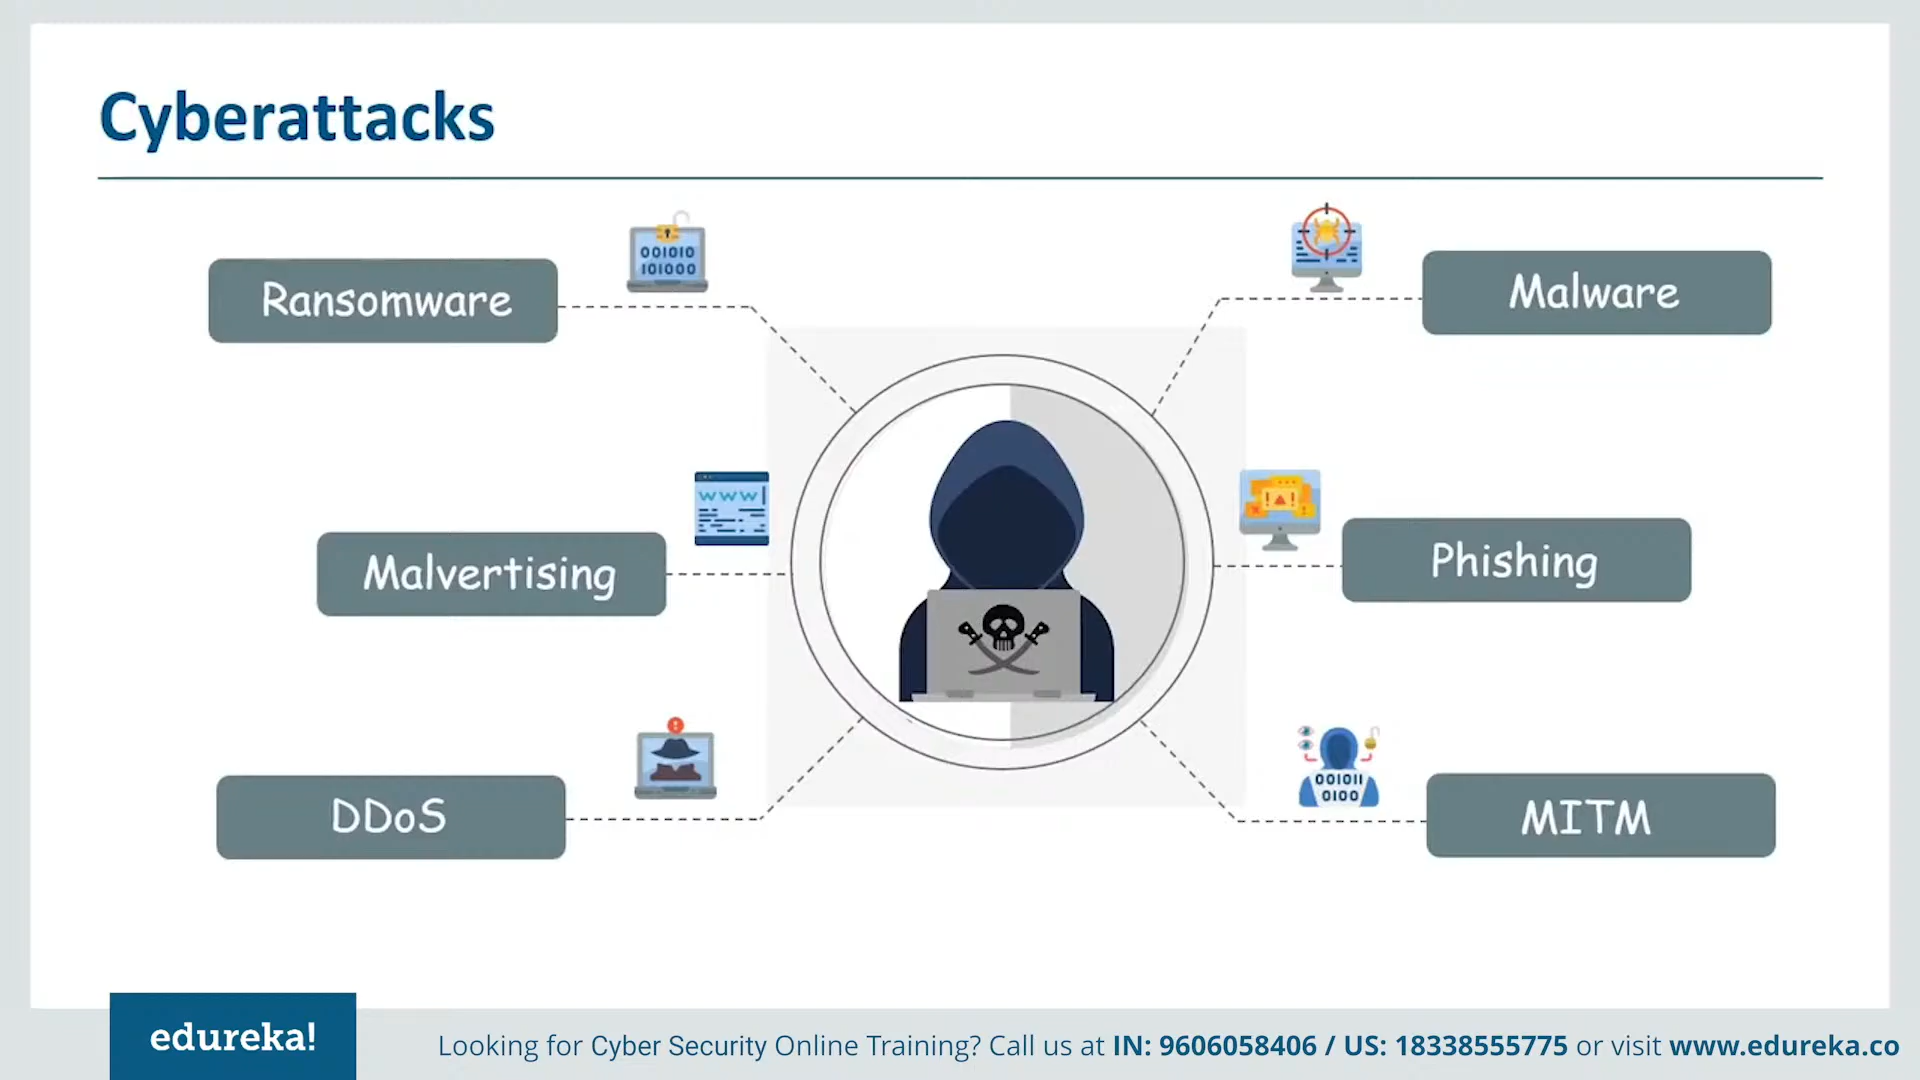 Cyberattacks
001010
101000
Ransomware
Malware
www
Malvertising
Phishing
DDoS
001011
0100
MITM
edureka!
Looking for Cyber Security Online Training? Call us at IN: 9606058406 / US: 18338555775 or visit www.edureka.co